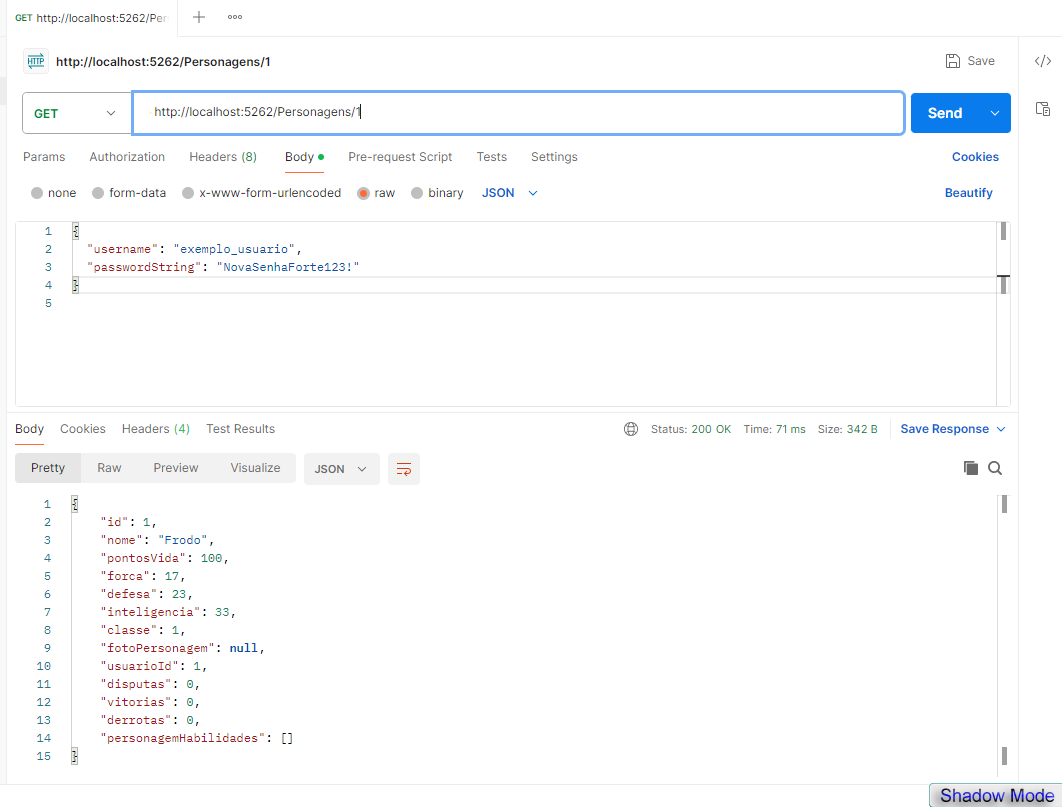 GET http://localhost:5262/Per
http://localhost:5262/Personagens/1
Save
GET
http://localhost:5262/Personagens/1
Send
Params Authorization Headers (8) Body Pre-request Script Tests Settings Cookies
none form-data x-www-form-urlencoded raw binary JSON Beautify
1 {
2 "username": "exemplo_usuario",
3 "passwordString": "NovaSenhaForte123!"
4 }
5
Body Cookies Headers (4) Test Results Status: 200 OK Time: 71 ms Size: 342 B Save Response
Pretty Raw Preview Visualize JSON
1 {
2 "id": 1,
3 "nome": "Frodo",
4 "pontosVida": 100,
5 "forca": 17,
6 "defesa": 23,
7 "inteligencia": 33,
8 "classe": 1,
9 "fotoPersonagem": null,
10 "usuarioId": 1,
11 "disputas": 0,
12 "vitorias": 0,
13 "derrotas": 0,
14 "personagemHabilidades": []
15 }
Shadow Mode